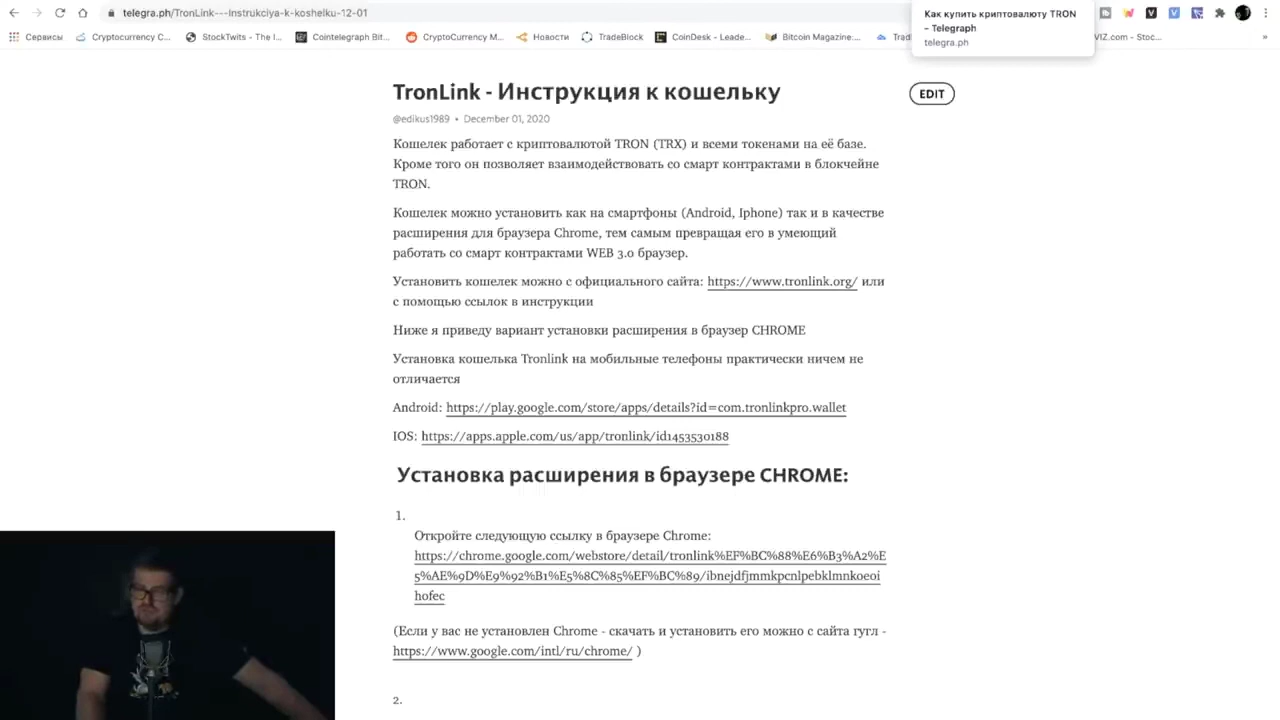 telegra.ph/TronLink---Instrukciya-k-koshelku-12-01
Как купить криптовалюту TRON
– Telegraph
telegra.ph
Сервисы
Cryptocurrency C...
StockTwits - The l...
Cointelegraph Bit...
CryptoCurrency M...
Новости
TradeBlock
CoinDesk - Leade...
Bitcoin Magazine:...
VIZ.com - Stoc...
»
TronLink - Инструкция к кошельку
EDIT
@edikus1989 • December 01, 2020
Кошелек работает с криптовалютой TRON (TRX) и всеми токенами на её базе.
Кроме того он позволяет взаимодействовать со смарт контрактами в блокчейне
TRON.
Кошелек можно установить как на смартфоны (Android, Iphone) так и в качестве
расширения для браузера Chrome, тем самым превращая его в умеющий
работать со смарт контрактами WEB 3.0 браузер.
Установить кошелек можно с официального сайта: https://www.tronlink.org/ или
с помощью ссылок в инструкции
Ниже я приведу вариант установки расширения в браузер CHROME
Установка кошелька Tronlink на мобильные телефоны практически ничем не
отличается
Android: https://play.google.com/store/apps/details?id=com.tronlinkpro.wallet
IOS: https://apps.apple.com/us/app/tronlink/id1453530188
Установка расширения в браузере CHROME:
1.
Откройте следующую ссылку в браузере Chrome:
https://chrome.google.com/webstore/detail/tronlink%EF%BC%88%E6%B3%A2%E
5%AE%9D%E9%92%B1%E5%8C%85%EF%BC%89/ibnejdfjmmkpcnlpebklmnkoeoi
hofec
(Если у вас не установлен Chrome - скачать и установить его можно с сайта гугл -
https://www.google.com/intl/ru/chrome/ )
2.